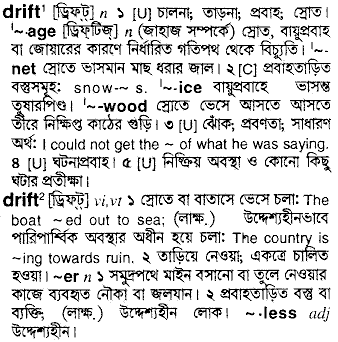 drift¹ [ড্রিফ্‌ট্] n ১ [U] চালনা; তাড়না; প্রবাহ, স্রোত।
'~·age [ড্রিফ্‌টিজ্] n (জাহাজ সম্পর্কে) স্রোত, বায়ুপ্রবাহ
বা জোয়ারের কারণে নির্ধারিত গতিপথ থেকে বিচ্যুতি। '~-
net স্রোতে ভাসমান মাছ ধরার জাল। ২ [C] প্রবাহতাড়িত
বস্তুসমূহ: snow-~ s. '~-ice বায়ুপ্রবাহে ভাসন্ত
তুষারপিণ্ড। '~-wood স্রোতে ভেসে আসতে আসতে
তীরে নিক্ষিপ্ত কাঠের গুড়ি। ৩ [U] ঝোঁক; প্রবণতা; সাধারণ
অর্থ: I could not get the ~ of what he was saying.
৪ [U] ঘটনাপ্রবাহ। ৫ [U] নিষ্ক্রিয় অবস্থা ও কোনো কিছু
ঘটার প্রতীক্ষা।
drift² [ড্রিফ্‌ট্] vi,vt ১ স্রোতে বা বাতাসে ভেসে চলা: The
boat ~ed out to sea; (লাক্ষ.) উদ্দেশ্যহীনভাবে
পারিপার্শ্বিক অবস্থার অধীন হয়ে চলা: The country is
~ing towards ruin. ২ তাড়িয়ে নেওয়া; একত্রে চালিত
হওয়া। ~·er n ১ সমুদ্রপথে মাইন বসানো বা তুলে নেওয়ার
কাজে ব্যবহৃত নৌকা বা জলযান। ২ প্রবাহতাড়িত বস্তু বা
ব্যক্তি; (লাক্ষ.) উদ্দেশ্যহীন লোক। ~·less adj
উদ্দেশ্যহীন।